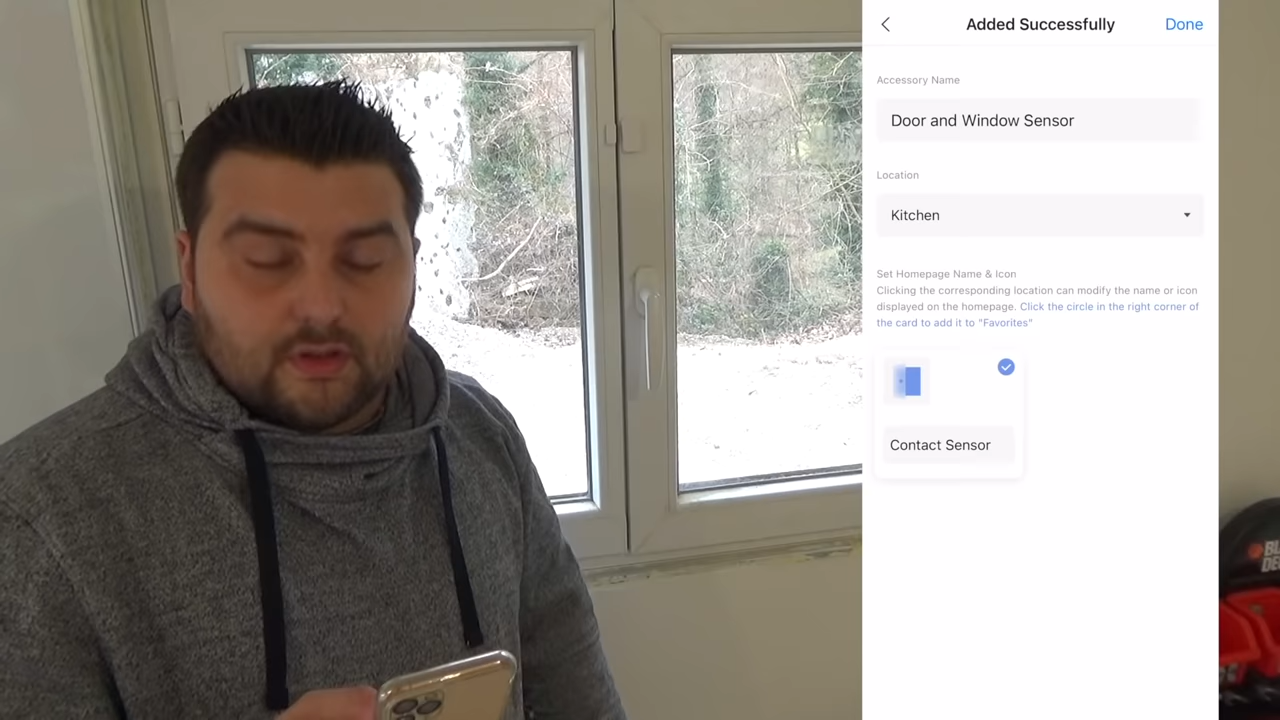 Added Successfully
Done
Accessory Name
Door and Window Sensor
Location
Kitchen
Set Homepage Name & Icon
Clicking the corresponding location can modify the name or icon
displayed on the homepage. Click the circle in the right corner of
the card to add it to "Favorites"
Contact Sensor